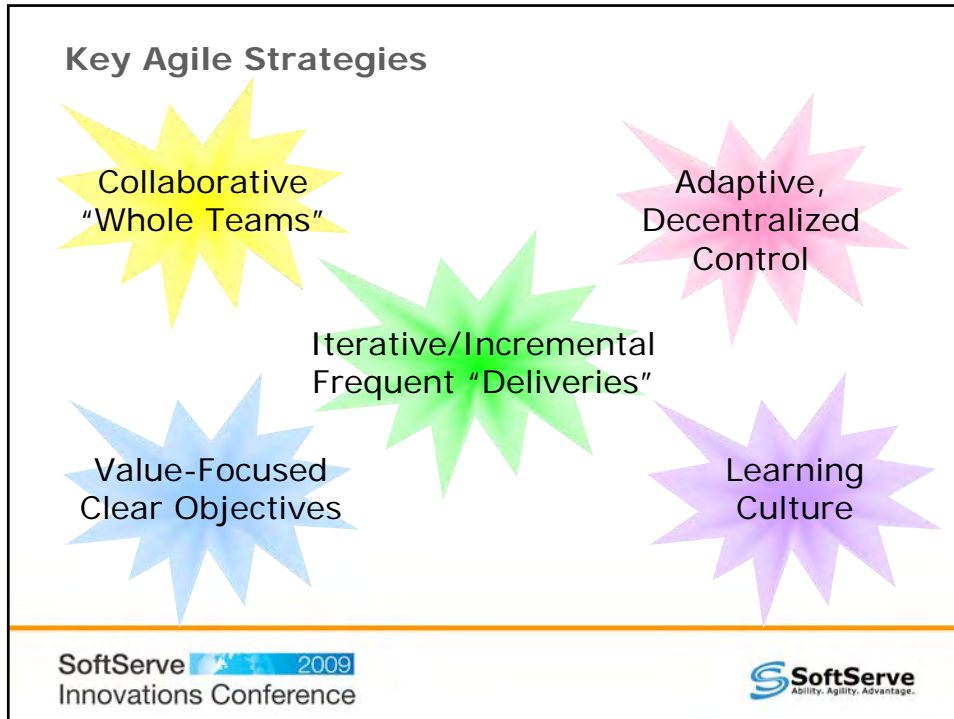 Key Agile Strategies
Collaborative
“Whole Teams”
Adaptive,
Decentralized
Control
Iterative/Incremental
Frequent “Deliveries”
Value-Focused
Clear Objectives
Learning
Culture
SoftServe 2009
Innovations Conference
SoftServe
Ability. Agility. Advantage.